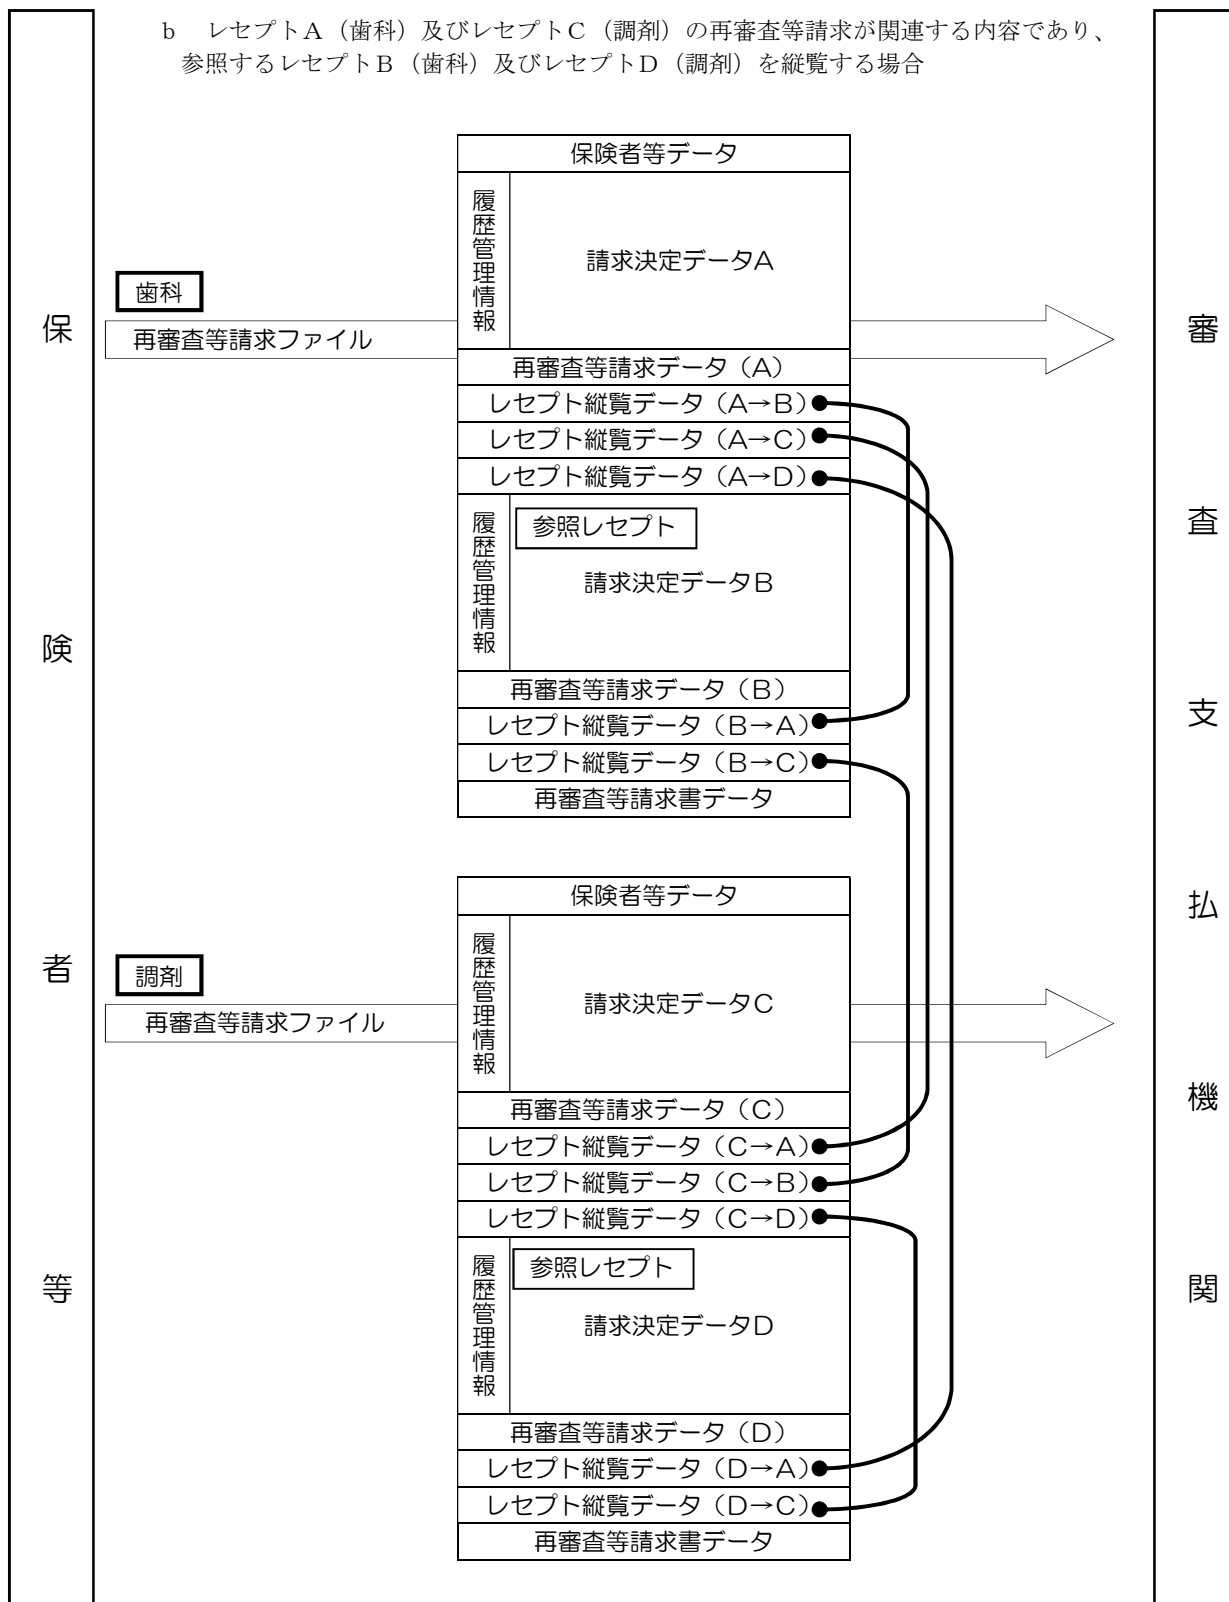 b　レセプトＡ（歯科）及びレセプトＣ（調剤）の再審査等請求が関連する内容であり、
参照するレセプトＢ（歯科）及びレセプトＤ（調剤）を縦覧する場合
保険者等
歯科
再審査等請求ファイル
保険者等データ
履歴管理情報
請求決定データA
再審査等請求データ（A）
レセプト縦覧データ（A→B）
レセプト縦覧データ（A→C）
レセプト縦覧データ（A→D）
履歴管理情報
参照レセプト
請求決定データB
再審査等請求データ（B）
レセプト縦覧データ（B→A）
レセプト縦覧データ（B→C）
再審査等請求書データ
調剤
再審査等請求ファイル
保険者等データ
履歴管理情報
請求決定データC
再審査等請求データ（C）
レセプト縦覧データ（C→A）
レセプト縦覧データ（C→B）
レセプト縦覧データ（C→D）
履歴管理情報
参照レセプト
請求決定データD
再審査等請求データ（D）
レセプト縦覧データ（D→A）
レセプト縦覧データ（D→C）
再審査等請求書データ
審査支払機関